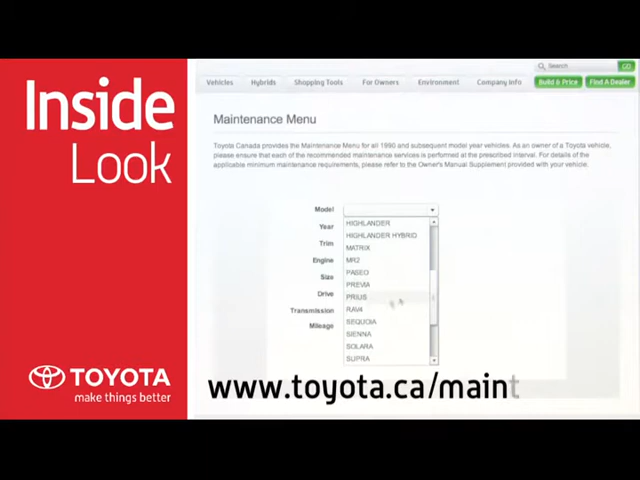 Inside
Look
TOYOTA
make things better
Search
GO
Vehicles Hybrids Shopping Tools For Owners Environment Company Info Build & Price Find A Dealer
Maintenance Menu
Toyota Canada provides the Maintenance Menu for all 1990 and subsequent model year vehicles. As an owner of a Toyota vehicle,
please ensure that each of the recommended maintenance services is performed at the prescribed interval. For details of the
applicable minimum maintenance requirements, please refer to the Owner's Manual Supplement provided with your vehicle.
Model
Year
Trim
Engine
Size
Drive
Transmission
Mileage
HIGHLANDER
HIGHLANDER HYBRID
MATRIX
MR2
PASEO
PREVIA
PRIUS
RAV4
SEQUOIA
SIENNA
SOLARA
SUPRA
www.toyota.ca/maint